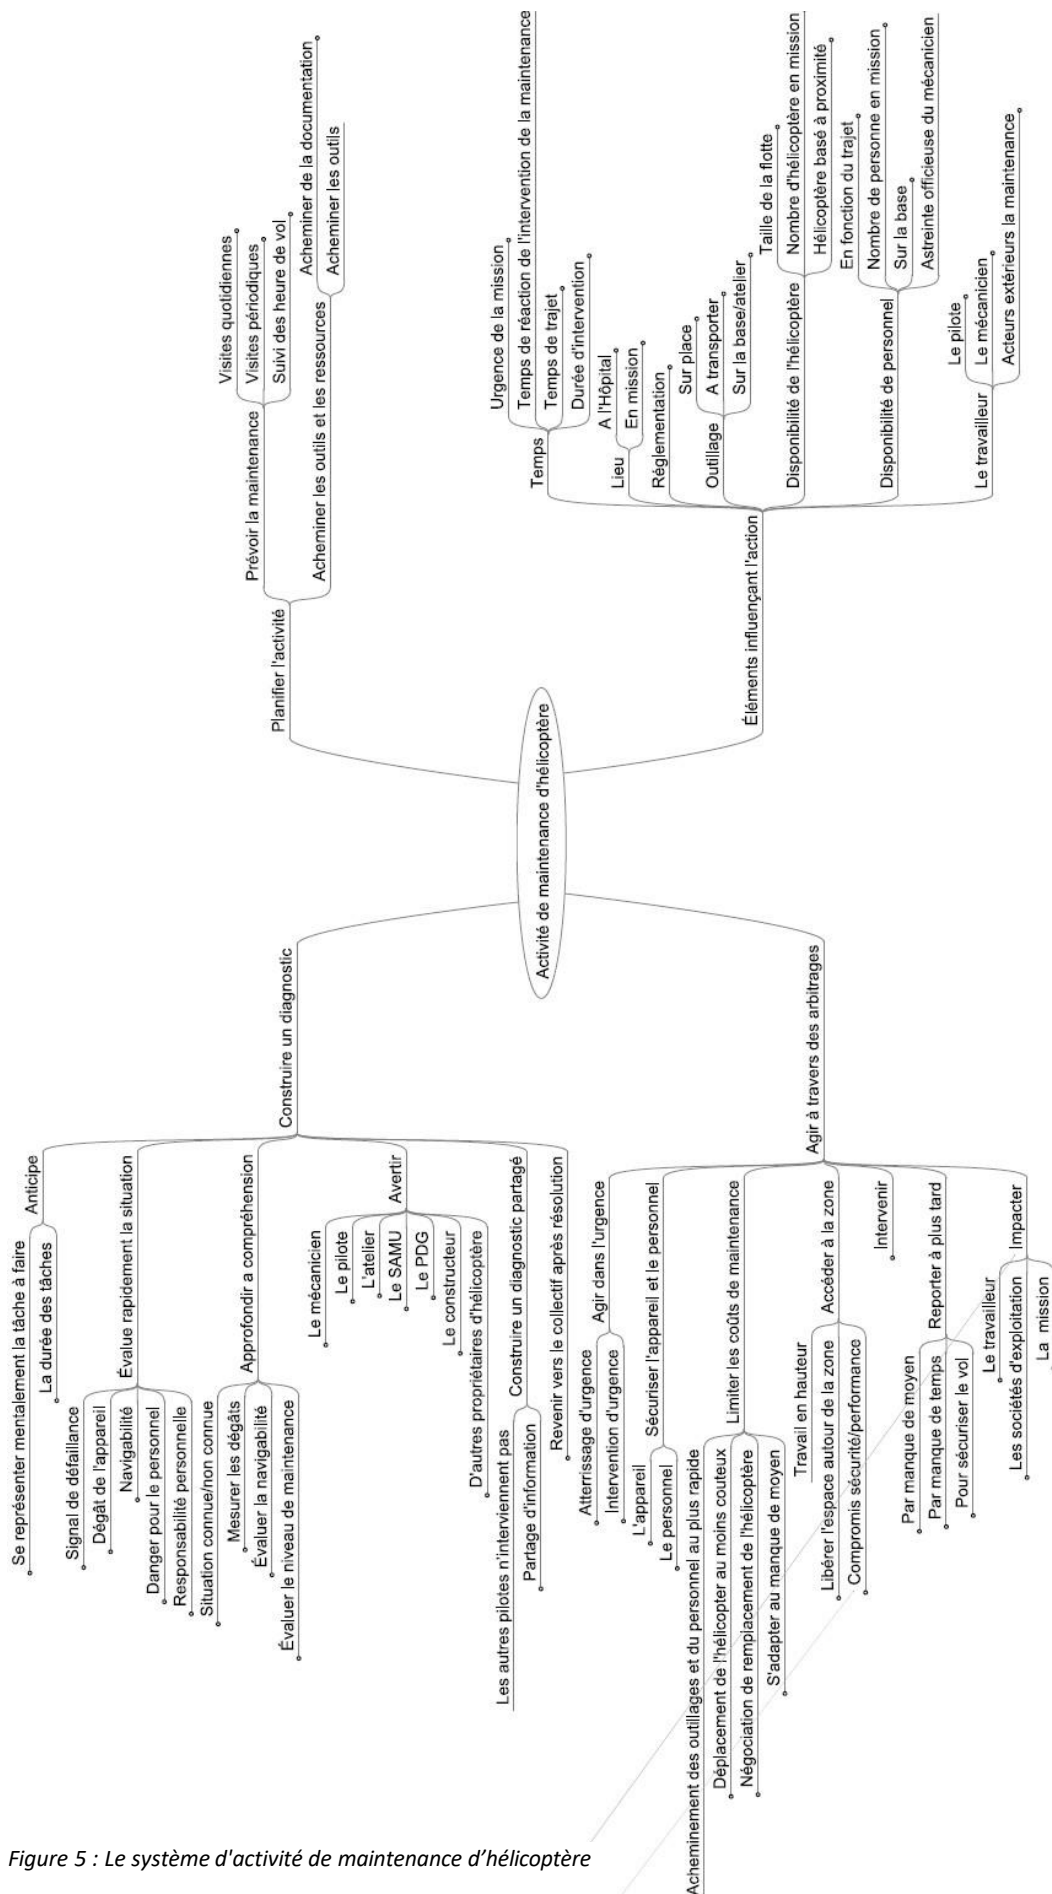 Activité de maintenance d'hélicoptère
Construire un diagnostic
Anticipe
Se représenter mentalement la tâche à faire
La durée des tâches
Évalue rapidement la situation
Signal de défaillance
Dégât de l'appareil
Navigabilité
Danger pour le personnel
Responsabilité personnelle
Approfondir a compréhension
Situation connue/non connue
Mesurer les dégâts
Évaluer la navigabilité
Évaluer le niveau de maintenance
Avertir
Le mécanicien
Le pilote
L'atelier
Le SAMU
Le PDG
Le constructeur
D'autres propriétaires d'hélicoptère
Construire un diagnostic partagé
Les autres pilotes n'interviennent pas
Partage d'information
Revenir vers le collectif après résolution
Agir à travers des arbitrages
Agir dans l'urgence
Atterrissage d'urgence
Intervention d'urgence
Sécuriser l'appareil et le personnel
L'appareil
Le personnel
Limiter les coûts de maintenance
Acheminement des outillages et du personnel au plus rapide
Déplacement de l'hélicopter au moins couteux
Négociation de remplacement de l'hélicoptère
S'adapter au manque de moyen
Accéder à la zone
Travail en hauteur
Libérer l'espace autour de la zone
Compromis sécurité/performance
Intervenir
Reporter à plus tard
Par manque de moyen
Par manque de temps
Pour sécuriser le vol
Impacter
Le travailleur
Les sociétés d'exploitation
La mission
Planifier l'activité
Prévoir la maintenance
Visites quotidiennes
Visites périodiques
Suivi des heure de vol
Acheminer les outils et les ressources
Acheminer de la documentation
Acheminer les outils
Éléments influençant l'action
Temps
Urgence de la mission
Temps de réaction de l'intervention de la maintenance
Temps de trajet
Durée d'intervention
Lieu
A l'Hôpital
En mission
Réglementation
Outillage
Sur place
A transporter
Sur la base/atelier
Disponibilité de l'hélicoptère
Taille de la flotte
Nombre d'hélicoptère en mission
Hélicoptère basé à proximité
Disponibilité de personnel
En fonction du trajet
Nombre de personne en mission
Sur la base
Astreinte officieuse du mécanicien
Le travailleur
Le pilote
Le mécanicien
Acteurs extérieurs la maintenance
Figure 5 : Le système d'activité de maintenance d’hélicoptère